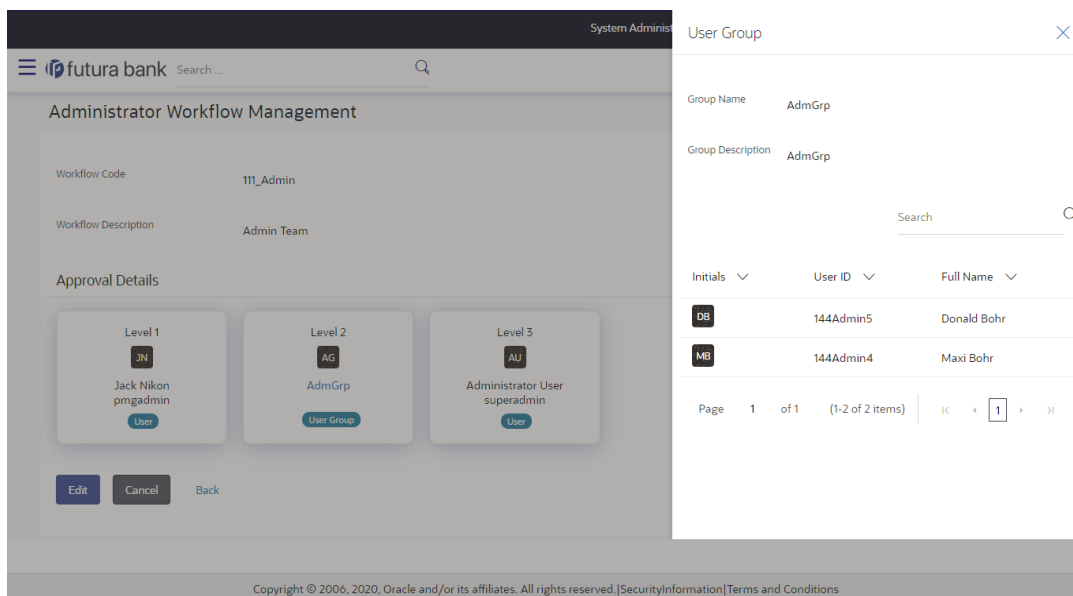 System Administ
futura bank Search ...
Administrator Workflow Management
Workflow Code
111_Admin
Workflow Description
Admin Team
Approval Details
Level 1
JN
Jack Nikon
pmgadmin
User
Level 2
AG
AdmGrp
User Group
Level 3
AU
Administrator User
superadmin
User
Edit Cancel Back
User Group
Group Name AdmGrp
Group Description AdmGrp
Search
Initials User ID Full Name
DB 144Admin5 Donald Bohr
MB 144Admin4 Maxi Bohr
Page 1 of 1 (1-2 of 2 items) 1
Copyright © 2006, 2020, Oracle and/or its affiliates. All rights reserved.|SecurityInformation|Terms and Conditions